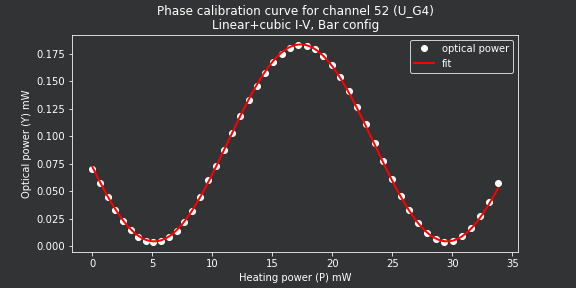 Phase calibration curve for channel 52 (U_G4)
Linear+cubic I-V, Bar config
optical power
fit
Optical power (Y) mW
0.175
0.150
0.125
0.100
0.075
0.050
0.025
0.000
0 5 10 15 20 25 30 35
Heating power (P) mW